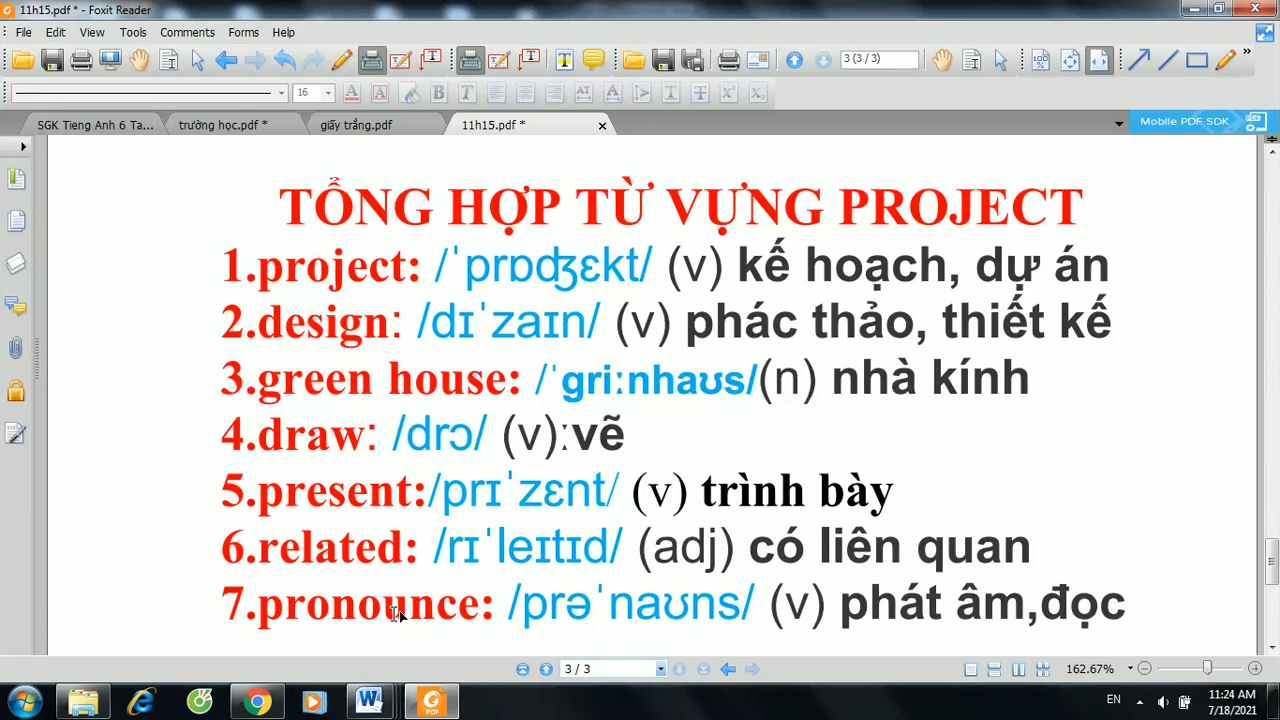 11h15.pdf * - Foxit Reader
File Edit View Tools Comments Forms Help
3 (3 / 3)
16
SGK Tieng Anh 6 Ta... trường học.pdf * giấy trắng.pdf 11h15.pdf * Mobile PDF SDK
TỔNG HỢP TỪ VỰNG PROJECT
1.project: /ˈprɒʤɛkt/ (v) kế hoạch, dự án
2.design: /dɪˈzaɪn/ (v) phác thảo, thiết kế
3.green house: /ˈgriːnhaʊs/(n) nhà kính
4.draw: /drɔ/ (v):vẽ
5.present:/prɪˈzɛnt/ (v) trình bày
6.related: /rɪˈleɪtɪd/ (adj) có liên quan
7.pronounce: /prəˈnaʊns/ (v) phát âm,đọc
3 / 3 162.67%
EN 11:24 AM
7/18/2021